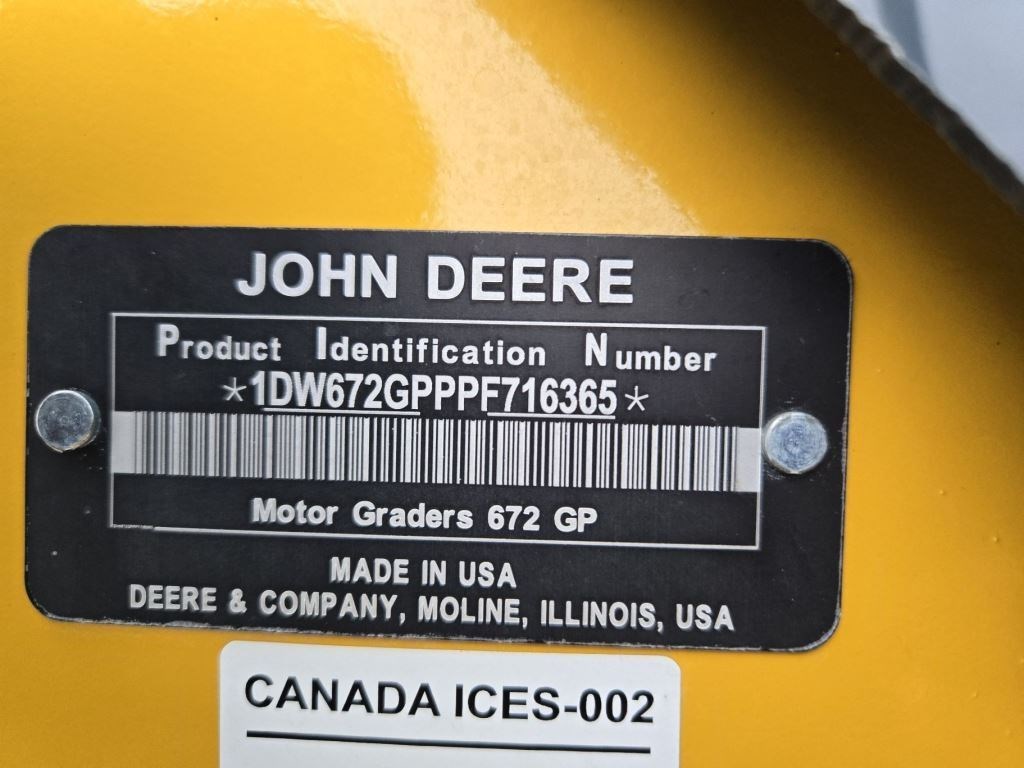 JOHN DEERE
Product Identification Number
*1DW672GPPPF716365*
Motor Graders 672 GP
MADE IN USA
DEERE & COMPANY, MOLINE, ILLINOIS, USA
CANADA ICES-002